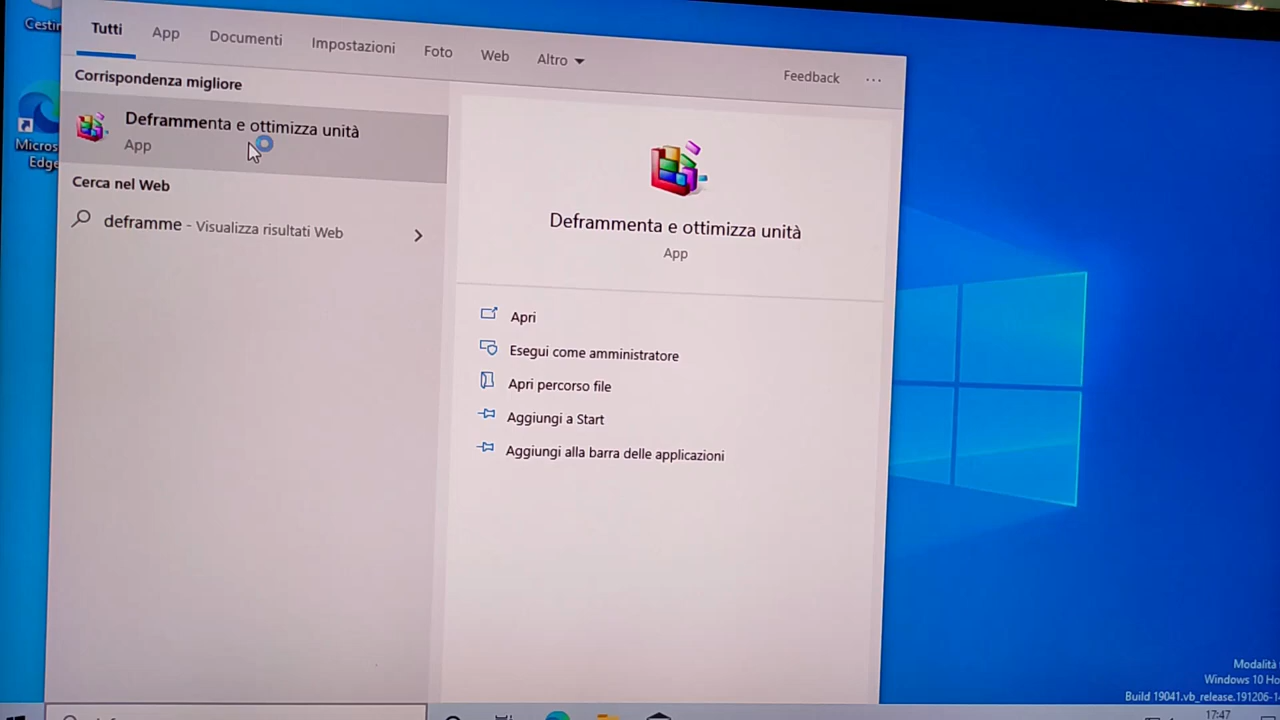 Tutti App Documenti Impostazioni Foto Web Altro Feedback ...
Corrispondenza migliore
Deframmenta e ottimizza unità
App
Cerca nel Web
deframme - Visualizza risultati Web
Deframmenta e ottimizza unità
App
Apri
Esegui come amministratore
Apri percorso file
Aggiungi a Start
Aggiungi alla barra delle applicazioni
Edge
Modalità
Windows 10
Build 19041.vb_release.191206-1
17:47